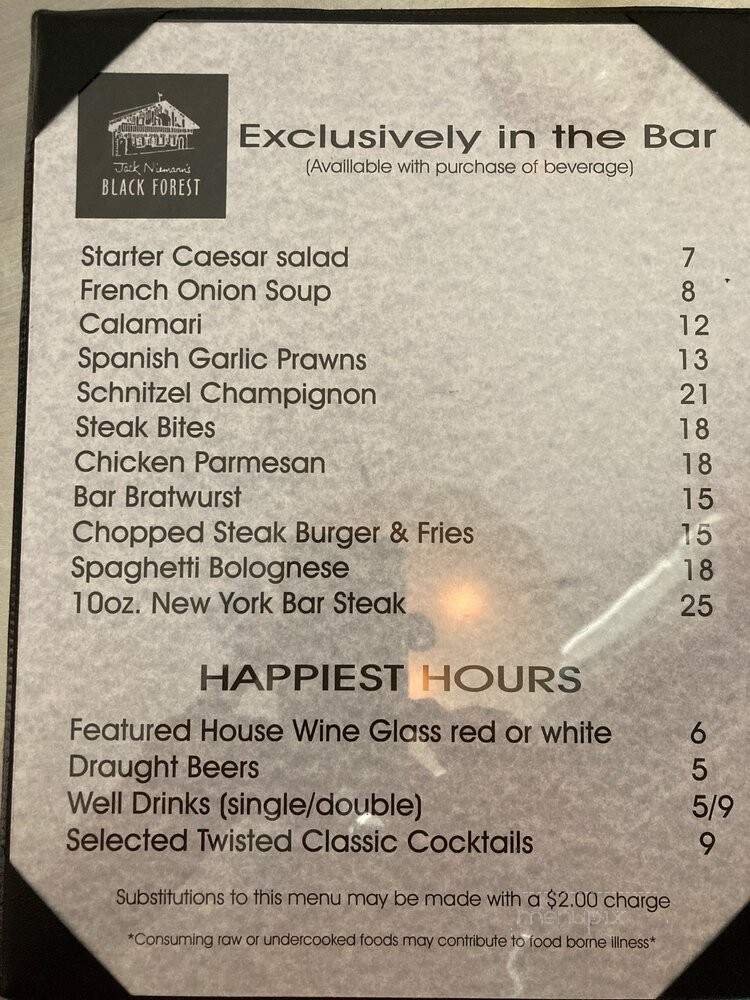 Jack Niemann's
BLACK FOREST
Exclusively in the Bar
(Availlable with purchase of beverage)
Starter Caesar salad 7
French Onion Soup 8
Calamari 12
Spanish Garlic Prawns 13
Schnitzel Champignon 21
Steak Bites 18
Chicken Parmesan 18
Bar Bratwurst 15
Chopped Steak Burger & Fries 15
Spaghetti Bolognese 18
10oz. New York Bar Steak 25
HAPPIEST HOURS
Featured House Wine Glass red or white 6
Draught Beers 5
Well Drinks (single/double) 5/9
Selected Twisted Classic Cocktails 9
Substitutions to this menu may be made with a $2.00 charge
menupix
*Consuming raw or undercooked foods may contribute to food borne illness*